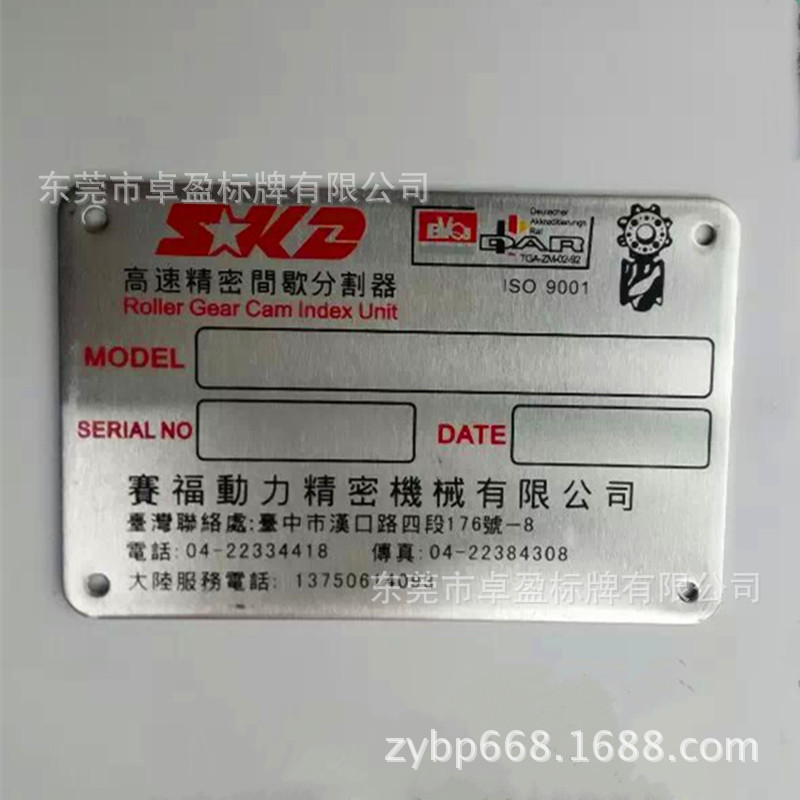 东莞市卓盈标牌有限公司
SKD
Deutscher
Akkreditierungs
Rat
DAR
TGA-ZM-02-92
ISO 9001
高速精密間歇分割器
Roller Gear Cam Index Unit
MODEL
SERIAL NO
DATE
賽福動力精密機械有限公司
臺灣聯絡處:臺中市漢口路四段176號-8
電話:04-22334418 傳真:04-22384308
大陸服務電話: 13750614093
东莞市卓盈标牌有限公司
zybp668.1688.com